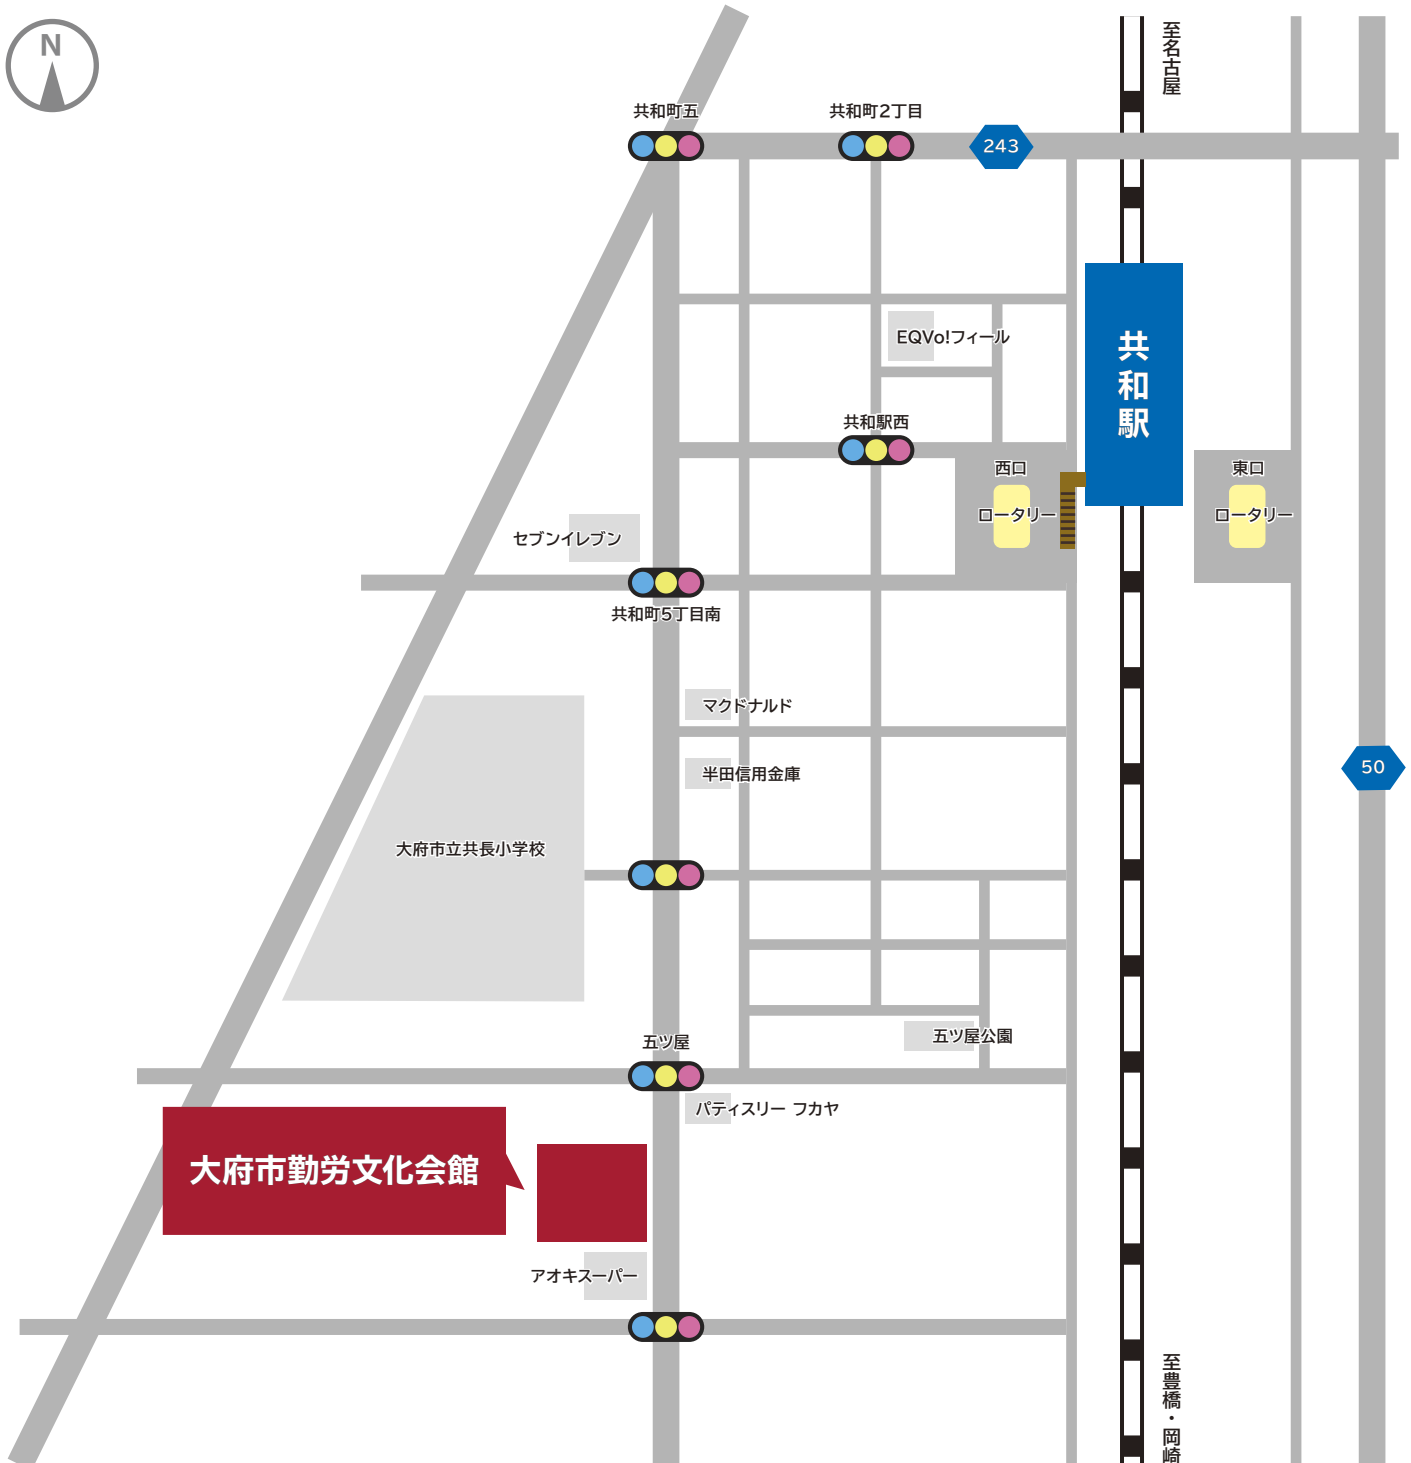 N
至名古屋
共和町五
共和町2丁目
243
EQVo!フィール
共和駅
共和駅西
西口
ロータリー
東口
ロータリー
セブンイレブン
共和町5丁目南
マクドナルド
半田信用金庫
50
大府市立共長小学校
五ツ屋
五ツ屋公園
パティスリー フカヤ
大府市勤労文化会館
アオキスーパー
至豊橋・岡崎